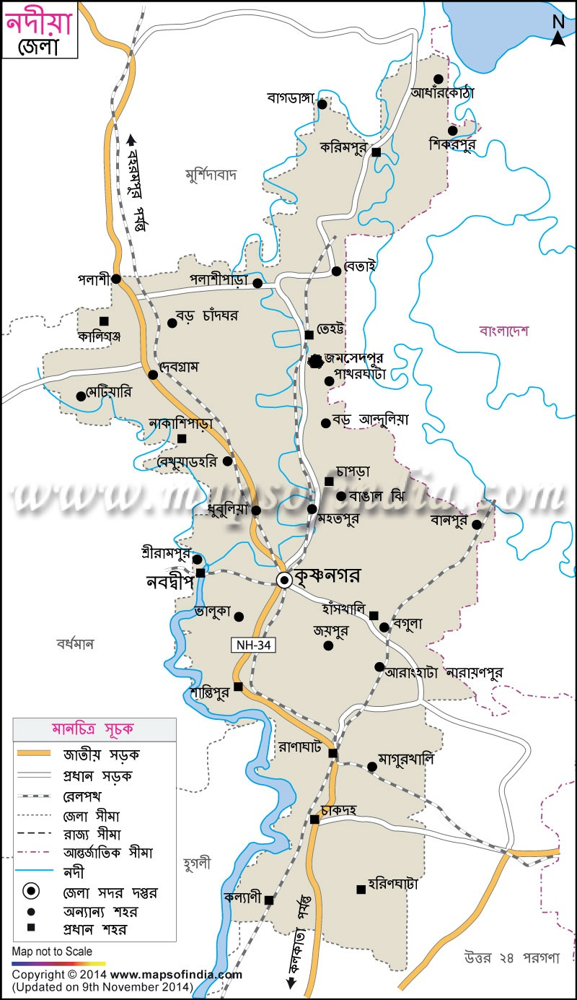 নদীয়া
জেলা
N
আধাঁরকোঠা
বাগডাঙ্গা
শিকরপুর
করিমপুর
বহরমপুর পর্যন্ত
মুর্শিদাবাদ
বেতাই
পলাশী
পলাশীপাড়া
বড় চাঁদঘর
তেহট্ট
কালিগঞ্জ
বাংলাদেশ
জমসেদপুর
দেবগ্রাম
পাথরঘাটা
মেটিযারি
নাকাশিপাড়া
বড় আন্দুলিয়া
বেথুযাডহরি
চাপড়া
বাঙাল ঝি
www.mapsofindia.com
ধুবুলিয়া
মহতপুর
বানপুর
শ্রীরামপুর
নবদ্বীপ
কৃষ্ণনগর
ভালুকা
হাঁসখালি
বগুলা
জয়পুর
বর্ধমান
NH-34
আরাংহাটা নারায়ণপুর
শান্তিপুর
রাণাঘাট
মাগুরখালি
চাকদহ
হুগলী
হরিণঘাটা
কল্যাণী
কলকাতা পর্যন্ত
উত্তর ২৪ পরগণা
মানচিত্র সূচক
জাতীয় সড়ক
প্রধান সড়ক
রেলপথ
জেলা সীমা
রাজ্য সীমা
আন্তর্জাতিক সীমা
নদী
জেলা সদর দপ্তর
অন্যান্য শহর
প্রধান শহর
Map not to Scale
Copyright © 2014 www.mapsofindia.com
(Updated on 9th November 2014)